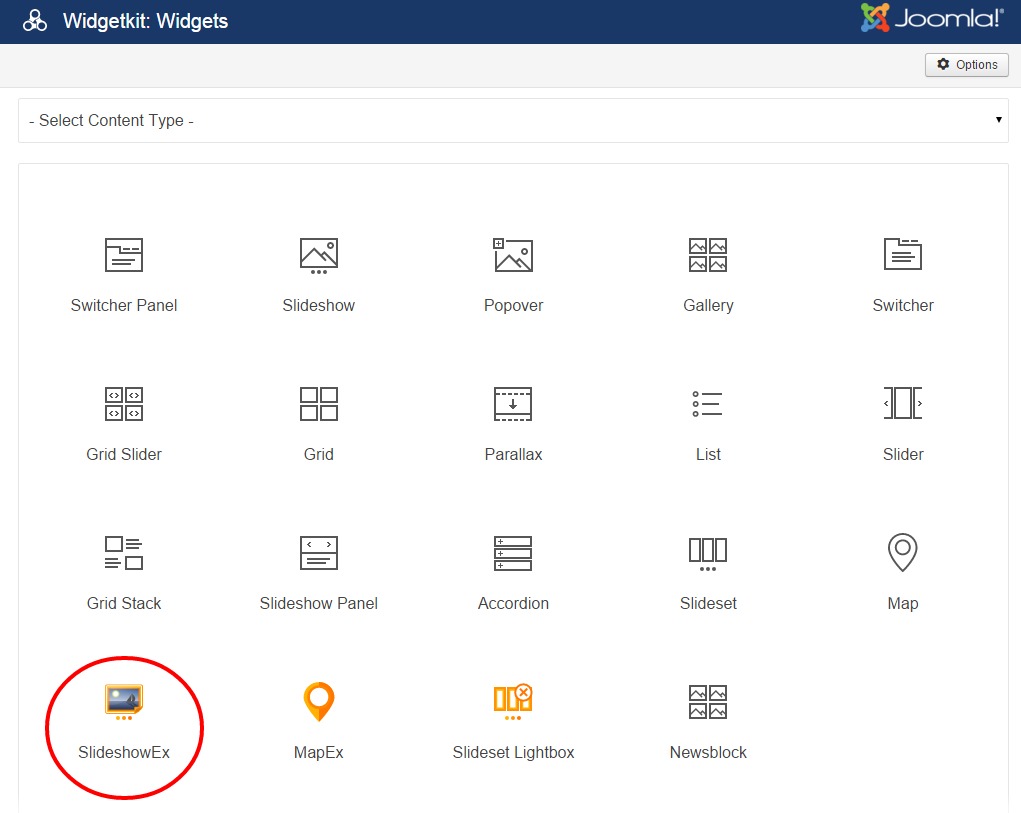 Widgetkit: Widgets
Joomla!®
Options
- Select Content Type -
Switcher Panel
Slideshow
Popover
Gallery
Switcher
Grid Slider
Grid
Parallax
List
Slider
Grid Stack
Slideshow Panel
Accordion
Slideset
Map
SlideshowEx
MapEx
Slideset Lightbox
Newsblock